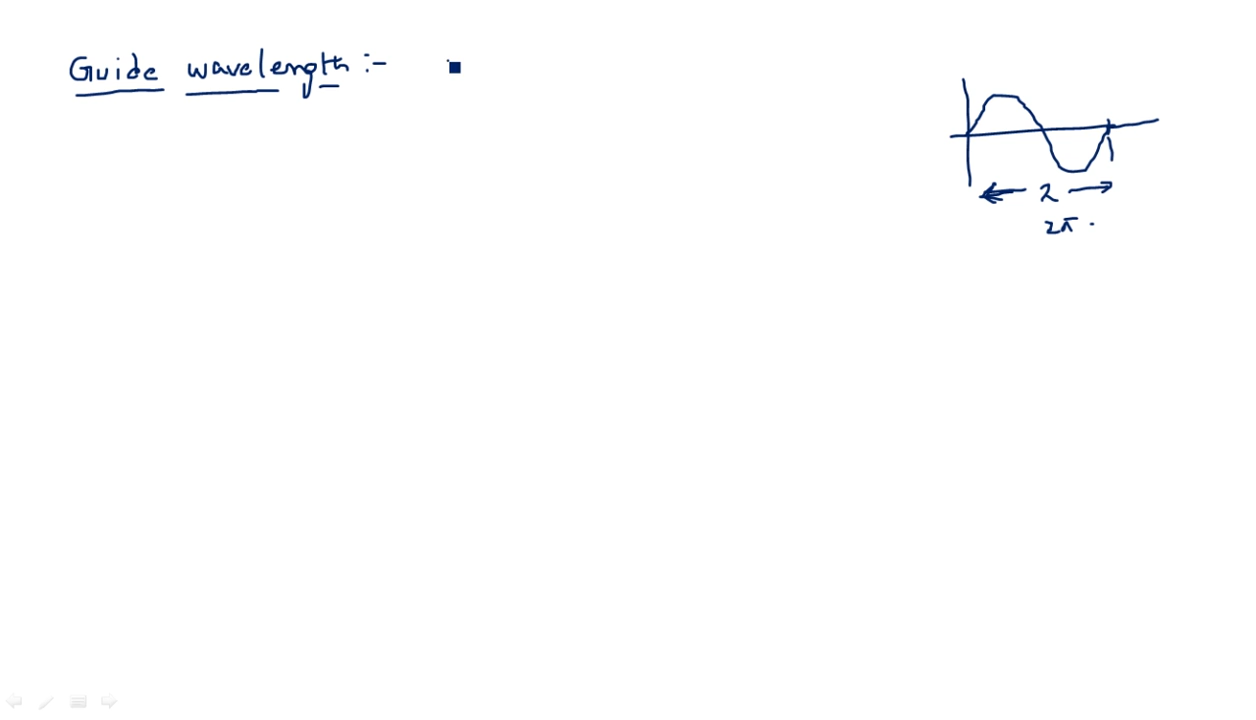 Guide wavelength :-
λ
2π